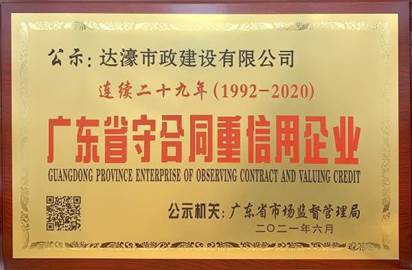 公示：达濠市政建设有限公司
连续二十九年(1992-2020)
广东省守合同重信用企业
GUANGDONG PROVINCE ENTERPRISE OF OBSERVING CONTRACT AND VALUING CREDIT
公示机关：广东省市场监督管理局
二〇二一年六月